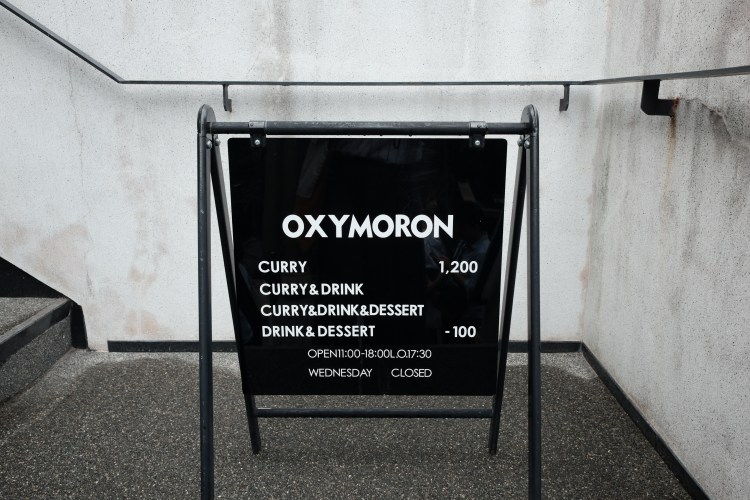 OXYMORON
CURRY 1,200
CURRY & DRINK
CURRY&DRINK&DESSERT
DRINK & DESSERT -100
OPEN11:00-18:00L.O.17:30
WEDNESDAY CLOSED